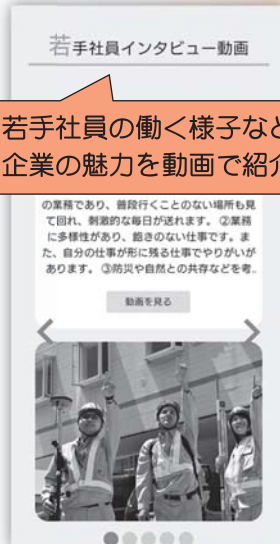 若手社員インタビュー動画
若手社員の働く様子など
企業の魅力を動画で紹介
の業務であり、普段行くことのない場所も見
て回れ、刺激的な毎日が送れます。 ②業務
に多様性があり、飽きのない仕事です。ま
た、自分の仕事が形に残る仕事でやりがいが
あります。 ③防災や自然との共存などを考..
動画を見る